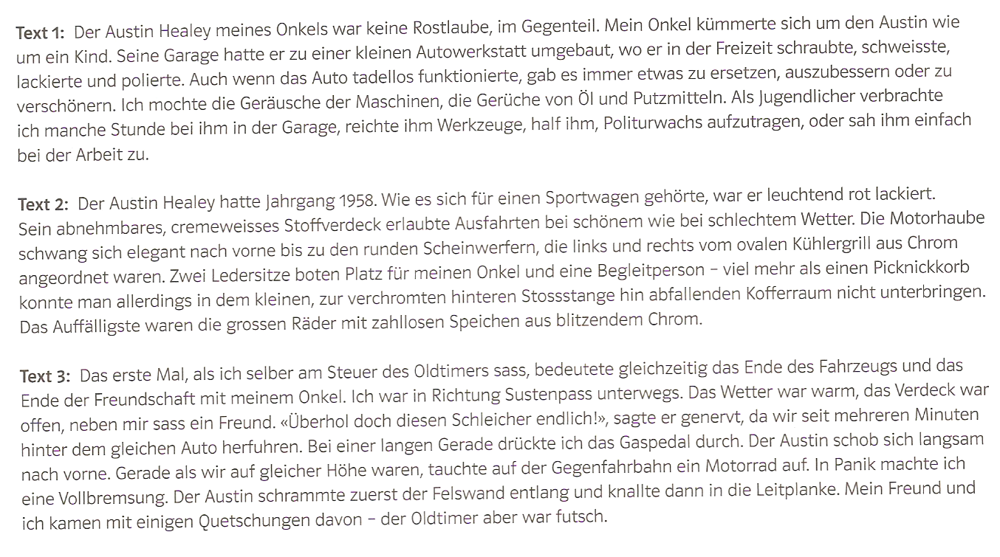 Text 1: Der Austin Healey meines Onkels war keine Rostlaube, im Gegenteil. Mein Onkel kümmerte sich um den Austin wie
um ein Kind. Seine Garage hatte er zu einer kleinen Autowerkstatt umgebaut, wo er in der Freizeit schraubte, schweisste,
lackierte und polierte. Auch wenn das Auto tadellos funktionierte, gab es immer etwas zu ersetzen, auszubessern oder zu
verschönern. Ich mochte die Geräusche der Maschinen, die Gerüche von Öl und Putzmitteln. Als Jugendlicher verbrachte
ich manche Stunde bei ihm in der Garage, reichte ihm Werkzeuge, half ihm, Politurwachs aufzutragen, oder sah ihm einfach
bei der Arbeit zu.
Text 2: Der Austin Healey hatte Jahrgang 1958. Wie es sich für einen Sportwagen gehörte, war er leuchtend rot lackiert.
Sein abnehmbares, cremeweisses Stoffverdeck erlaubte Ausfahrten bei schönem wie bei schlechtem Wetter. Die Motorhaube
schwang sich elegant nach vorne bis zu den runden Scheinwerfern, die links und rechts vom ovalen Kühlergrill aus Chrom
angeordnet waren. Zwei Ledersitze boten Platz für meinen Onkel und eine Begleitperson – viel mehr als einen Picknickkorb
konnte man allerdings in dem kleinen, zur verchromten hinteren Stossstange hin abfallenden Kofferraum nicht unterbringen.
Das Auffälligste waren die grossen Räder mit zahllosen Speichen aus blitzendem Chrom.
Text 3: Das erste Mal, als ich selber am Steuer des Oldtimers sass, bedeutete gleichzeitig das Ende des Fahrzeugs und das
Ende der Freundschaft mit meinem Onkel. Ich war in Richtung Sustenpass unterwegs. Das Wetter war warm, das Verdeck war
offen, neben mir sass ein Freund. «Überhol doch diesen Schleicher endlich!», sagte er genervt, da wir seit mehreren Minuten
hinter dem gleichen Auto herfuhren. Bei einer langen Gerade drückte ich das Gaspedal durch. Der Austin schob sich langsam
nach vorne. Gerade als wir auf gleicher Höhe waren, tauchte auf der Gegenfahrbahn ein Motorrad auf. In Panik machte ich
eine Vollbremsung. Der Austin schrammte zuerst der Felswand entlang und knallte dann in die Leitplanke. Mein Freund und
ich kamen mit einigen Quetschungen davon – der Oldtimer aber war futsch.